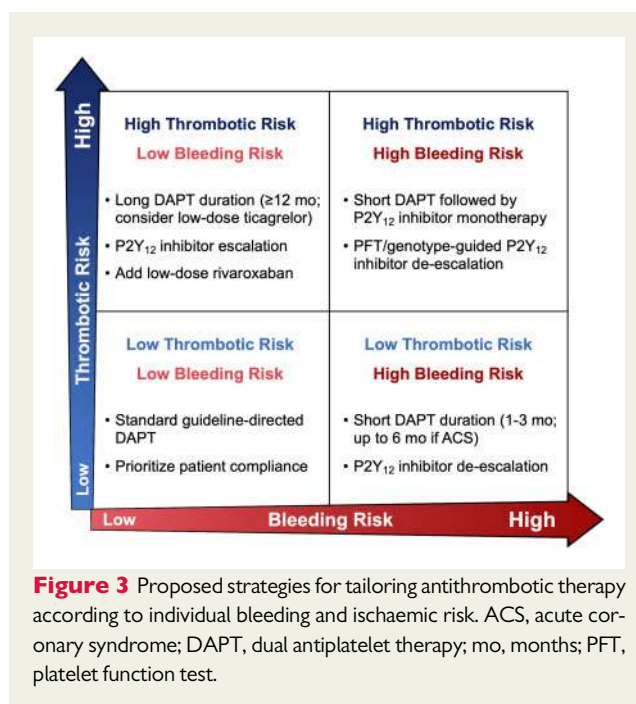 High
Thrombotic Risk
Low
High Thrombotic Risk
Low Bleeding Risk
• Long DAPT duration (≥12 mo;
consider low-dose ticagrelor)
• P2Y₁₂ inhibitor escalation
• Add low-dose rivaroxaban
High Thrombotic Risk
High Bleeding Risk
• Short DAPT followed by
P2Y₁₂ inhibitor monotherapy
• PFT/genotype-guided P2Y₁₂
inhibitor de-escalation
Low Thrombotic Risk
Low Bleeding Risk
• Standard guideline-directed
DAPT
• Prioritize patient compliance
Low Thrombotic Risk
High Bleeding Risk
• Short DAPT duration (1-3 mo;
up to 6 mo if ACS)
• P2Y₁₂ inhibitor de-escalation
Low Bleeding Risk High
Figure 3 Proposed strategies for tailoring antithrombotic therapy
according to individual bleeding and ischaemic risk. ACS, acute cor-
onary syndrome; DAPT, dual antiplatelet therapy; mo, months; PFT,
platelet function test.